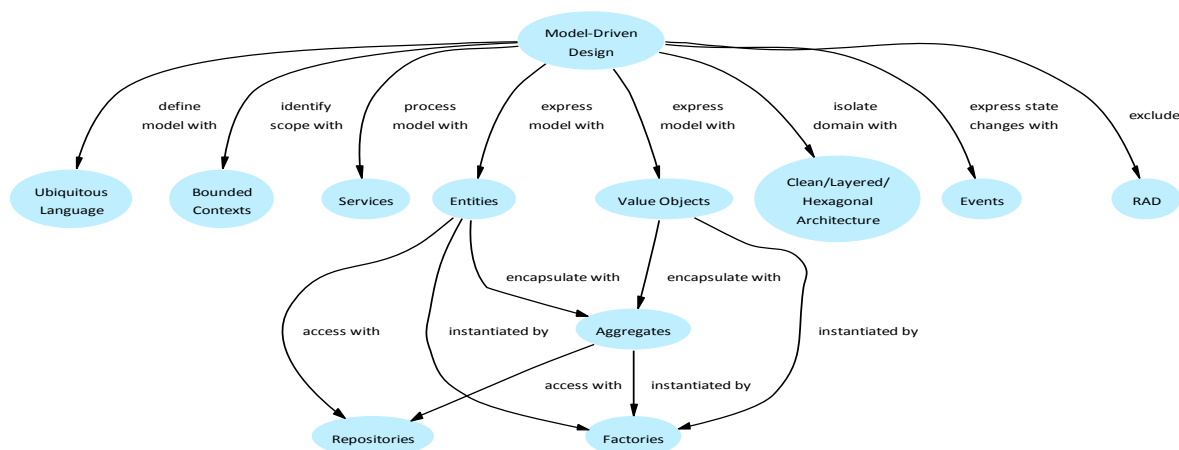 Model-Driven
Design
define
model with
identify
scope with
process
model with
express
model with
express
model with
isolate
domain with
express state
changes with
exclude
Ubiquitous
Language
Bounded
Contexts
Services
Entities
Value Objects
Clean/Layered/
Hexagonal
Architecture
Events
RAD
encapsulate with
encapsulate with
access with
instantiated by
Aggregates
instantiated by
access with
instantiated by
Repositories
Factories